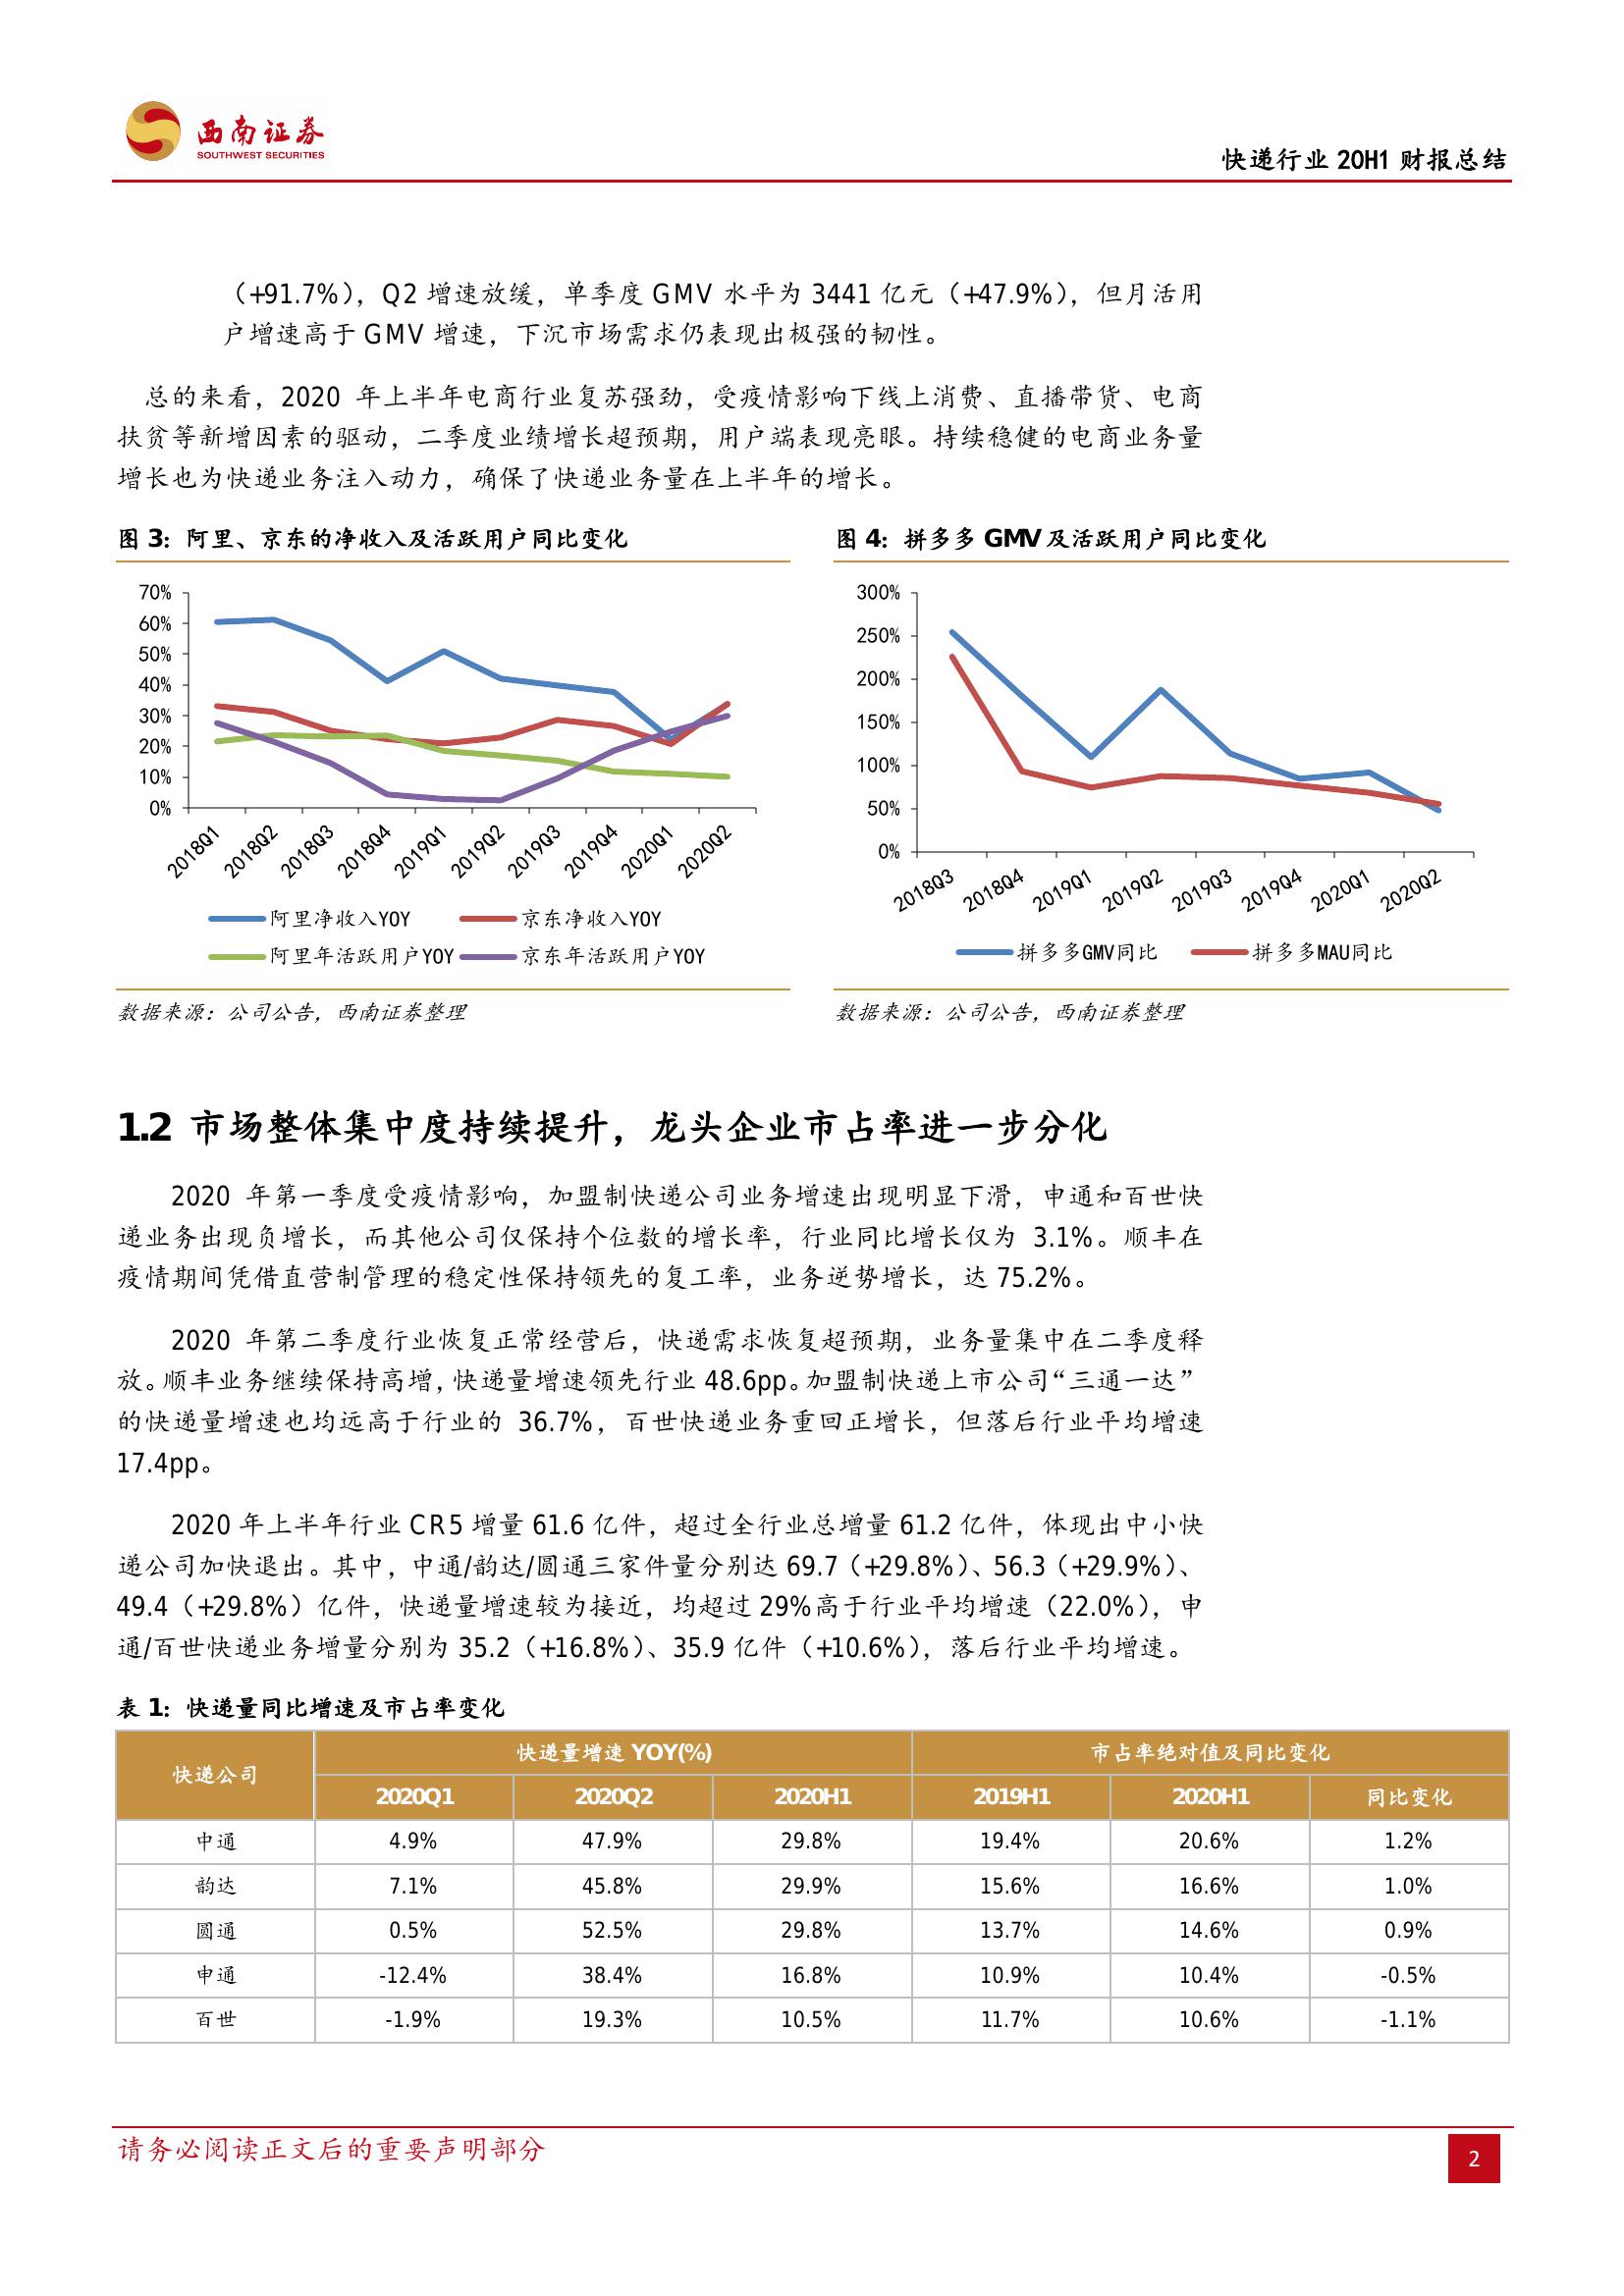 西南证券
SOUTHWEST SECURITIES
快递行业 20H1 财报总结
（+91.7%），Q2 增速放缓，单季度 GMV 水平为 3441 亿元（+47.9%），但月活用
户增速高于 GMV 增速，下沉市场需求仍表现出极强的韧性。
总的来看，2020 年上半年电商行业复苏强劲，受疫情影响下线上消费、直播带货、电商
扶贫等新增因素的驱动，二季度业绩增长超预期，用户端表现亮眼。持续稳健的电商业务量
增长也为快递业务注入动力，确保了快递业务量在上半年的增长。
图 3：阿里、京东的净收入及活跃用户同比变化
70%
60%
50%
40%
30%
20%
10%
0%
2018Q1 2018Q2 2018Q3 2018Q4 2019Q1 2019Q2 2019Q3 2019Q4 2020Q1 2020Q2
阿里净收入YOY 京东净收入YOY
阿里年活跃用户YOY 京东年活跃用户YOY
数据来源：公司公告，西南证券整理
图 4：拼多多 GMV 及活跃用户同比变化
300%
250%
200%
150%
100%
50%
0%
2018Q3 2018Q4 2019Q1 2019Q2 2019Q3 2019Q4 2020Q1 2020Q2
拼多多GMV同比 拼多多MAU同比
数据来源：公司公告，西南证券整理
1.2 市场整体集中度持续提升，龙头企业市占率进一步分化
2020 年第一季度受疫情影响，加盟制快递公司业务增速出现明显下滑，申通和百世快
递业务出现负增长，而其他公司仅保持个位数的增长率，行业同比增长仅为 3.1%。顺丰在
疫情期间凭借直营制管理的稳定性保持领先的复工率，业务逆势增长，达 75.2%。
2020 年第二季度行业恢复正常经营后，快递需求恢复超预期，业务量集中在二季度释
放。顺丰业务继续保持高增，快递量增速领先行业 48.6pp。加盟制快递上市公司“三通一达”
的快递量增速也均远高于行业的 36.7%，百世快递业务重回正增长，但落后行业平均增速
17.4pp。
2020 年上半年行业 CR5 增量 61.6 亿件，超过全行业总增量 61.2 亿件，体现出中小快
递公司加快退出。其中，中通/韵达/圆通三家件量分别达 69.7（+29.8%）、56.3（+29.9%）、
49.4（+29.8%）亿件，快递量增速较为接近，均超过 29%高于行业平均增速（22.0%），申
通/百世快递业务增量分别为 35.2（+16.8%）、35.9 亿件（+10.6%），落后行业平均增速。
表 1：快递量同比增速及市占率变化
快递公司 快递量增速 YOY(%) 市占率绝对值及同比变化
2020Q1 2020Q2 2020H1 2019H1 2020H1 同比变化
中通 4.9% 47.9% 29.8% 19.4% 20.6% 1.2%
韵达 7.1% 45.8% 29.9% 15.6% 16.6% 1.0%
圆通 0.5% 52.5% 29.8% 13.7% 14.6% 0.9%
申通 -12.4% 38.4% 16.8% 10.9% 10.4% -0.5%
百世 -1.9% 19.3% 10.5% 11.7% 10.6% -1.1%
请务必阅读正文后的重要声明部分
2